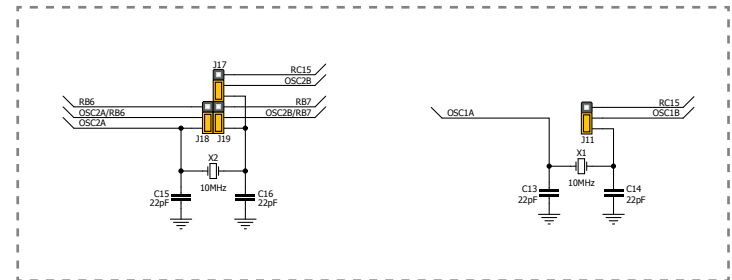 J17
RC15
OSC2B
RB6
OSC2A/RB6
OSC2A
RB7
OSC2B/RB7
J18
J19
X2
10MHz
C15
22pF
C16
22pF
OSC1A
RC15
OSC1B
J11
X1
10MHz
C13
22pF
C14
22pF